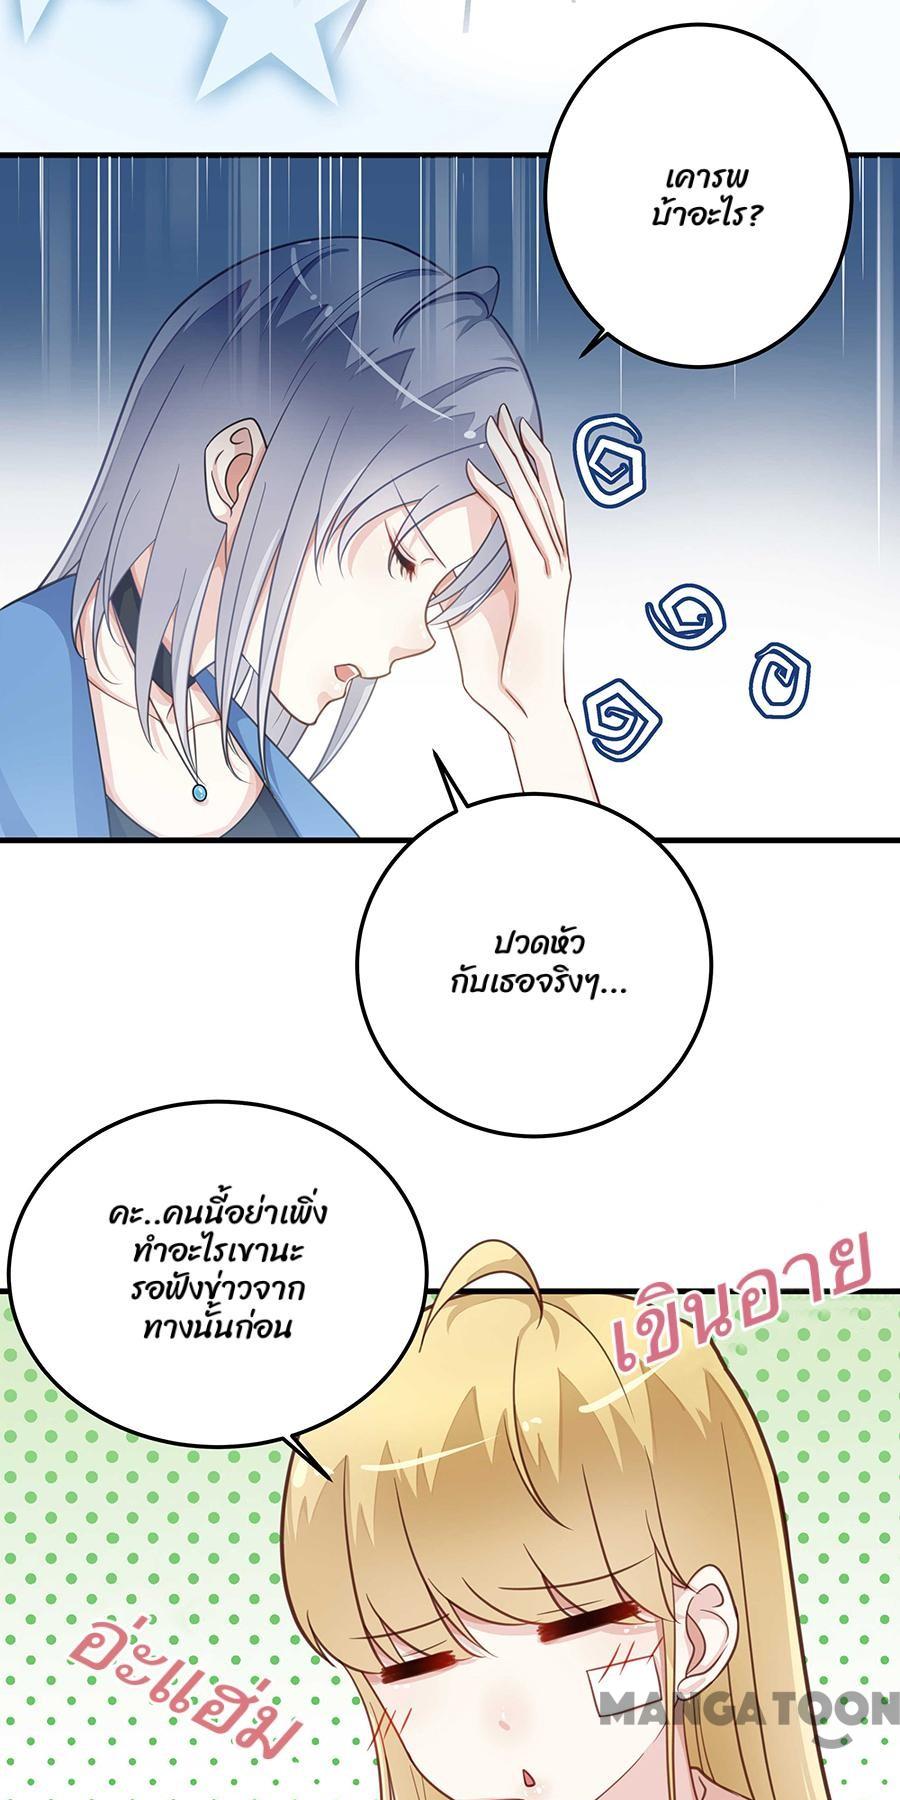 เคารพ
บ้าอะไร?
ปวดหัว
กับเธอจริงๆ...
คะ..คนนี้อย่าเพิ่ง
ทำอะไรเขานะ
รอฟังข่าวจาก
ทางนั้นก่อน
เขินอาย
อ่ะแฮ่ม
MANGATOON